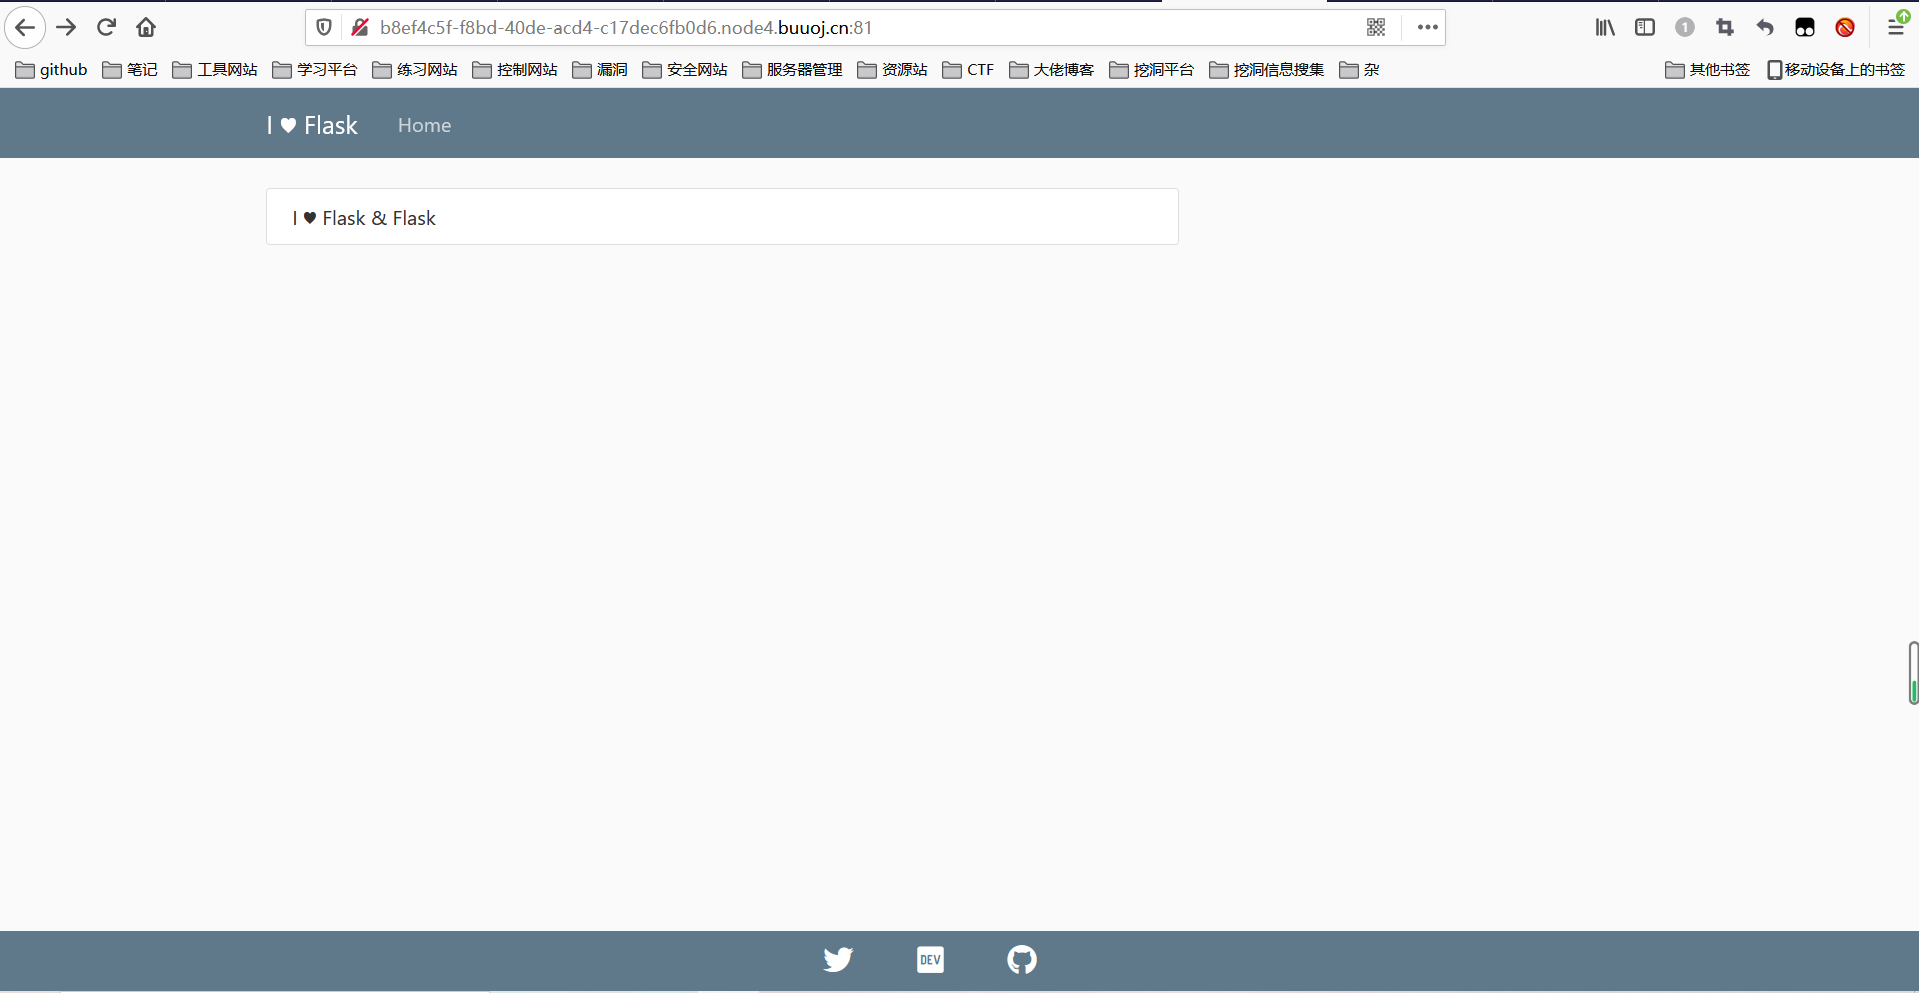 b8ef4c5f-f8bd-40de-acd4-c17dec6fb0d6.node4.buuoj.cn:81
1
github 笔记 工具网站 学习平台 练习网站 控制网站 漏洞 安全网站 服务器管理 资源站 CTF 大佬博客 挖洞平台 挖洞信息搜集 杂 其他书签 移动设备上的书签
I ♥ Flask Home
I ♥ Flask & Flask
DEV